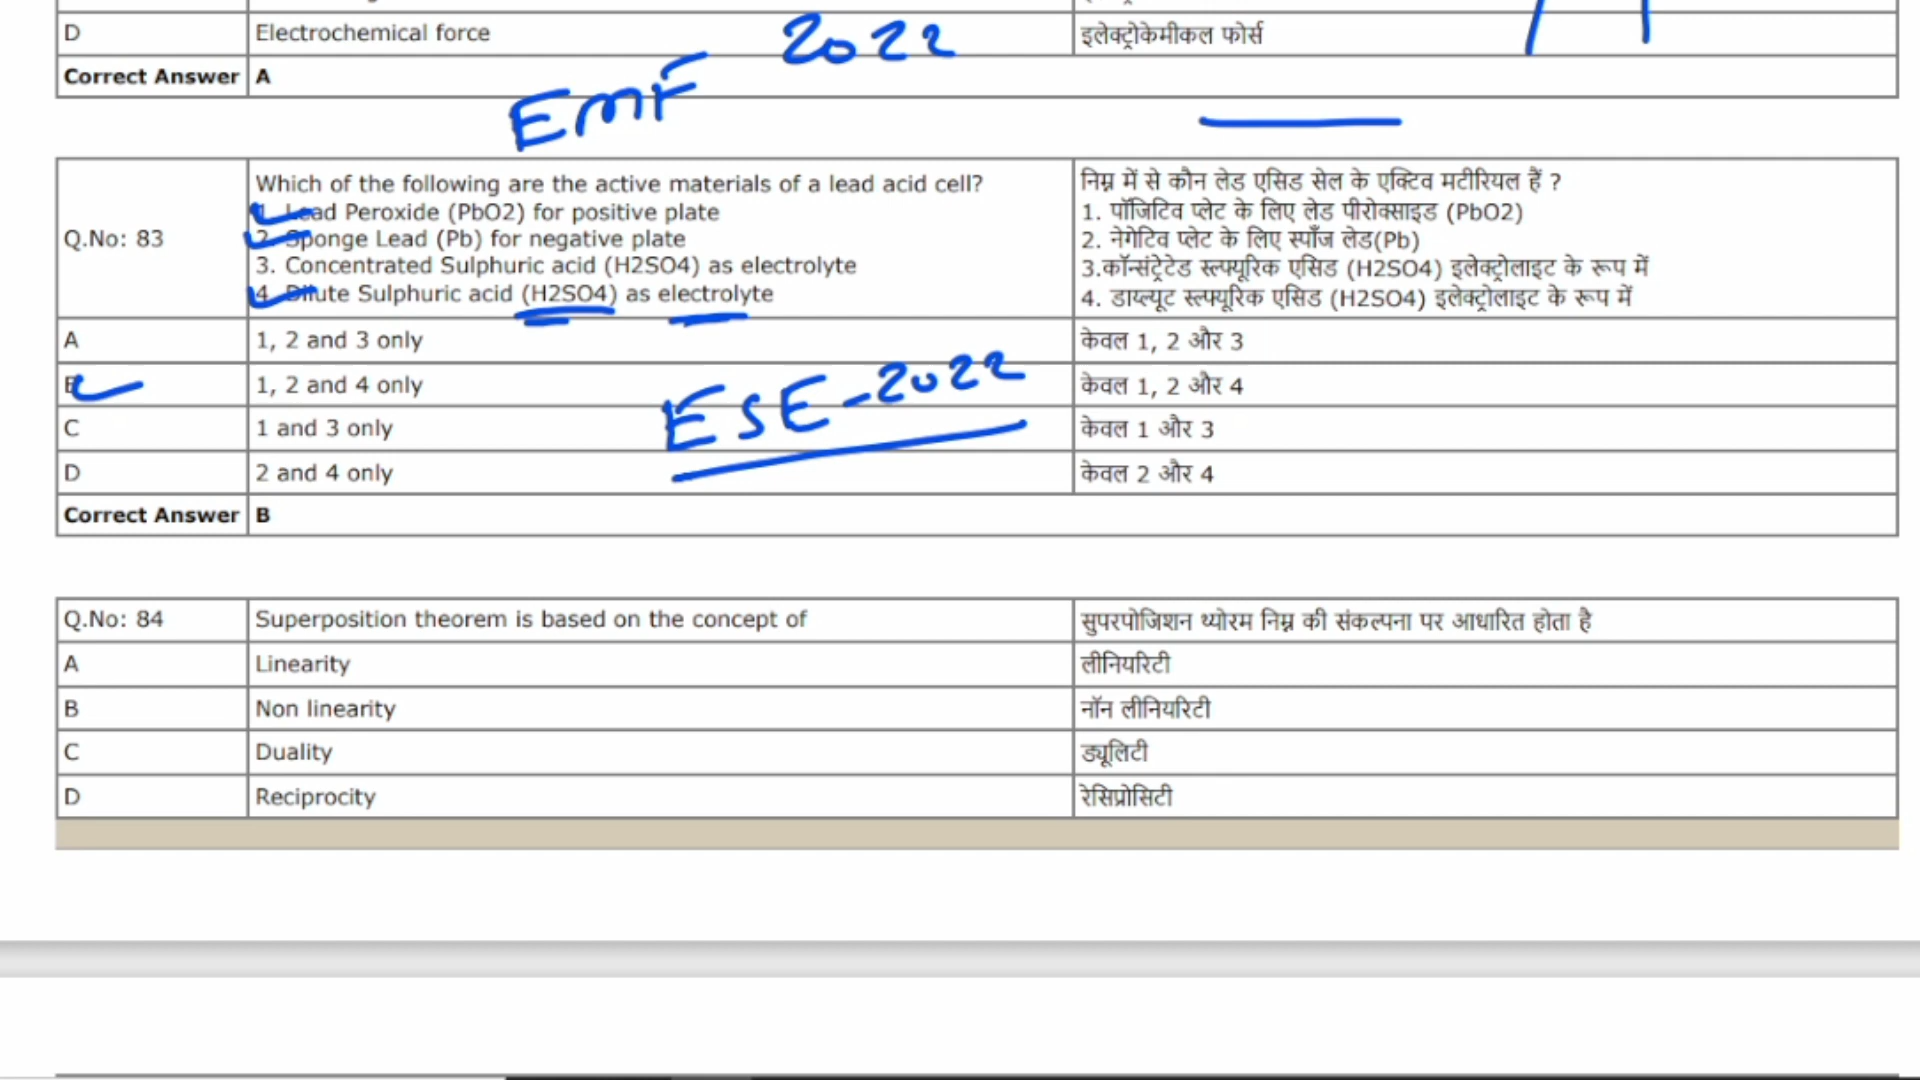 D Electrochemical force इलेक्ट्रोकेमीकल फोर्स
2022
Correct Answer A
EMF
Q.No: 83
Which of the following are the active materials of a lead acid cell?
1. Lead Peroxide (PbO2) for positive plate
2. Sponge Lead (Pb) for negative plate
3. Concentrated Sulphuric acid (H2SO4) as electrolyte
4. Dilute Sulphuric acid (H2SO4) as electrolyte
निम्न में से कौन लेड एसिड सेल के एक्टिव मटीरियल हैं ?
1. पॉजिटिव प्लेट के लिए लेड पीरोक्साइड (PbO2)
2. नेगेटिव प्लेट के लिए स्पाँज लेड(Pb)
3.कॉन्संट्रेटेड स्ल्फ्यूरिक एसिड (H2SO4) इलेक्ट्रोलाइट के रूप में
4. डाय्ल्यूट स्ल्फ्यूरिक एसिड (H2SO4) इलेक्ट्रोलाइट के रूप में
A 1, 2 and 3 only केवल 1, 2 और 3
B 1, 2 and 4 only केवल 1, 2 और 4
ESE-2022
C 1 and 3 only केवल 1 और 3
D 2 and 4 only केवल 2 और 4
Correct Answer B
Q.No: 84 Superposition theorem is based on the concept of सुपरपोजिशन थ्योरम निम्न की संकल्पना पर आधारित होता है
A Linearity लीनियरिटी
B Non linearity नॉन लीनियरिटी
C Duality ड्यूलिटी
D Reciprocity रेसिप्रोसिटी